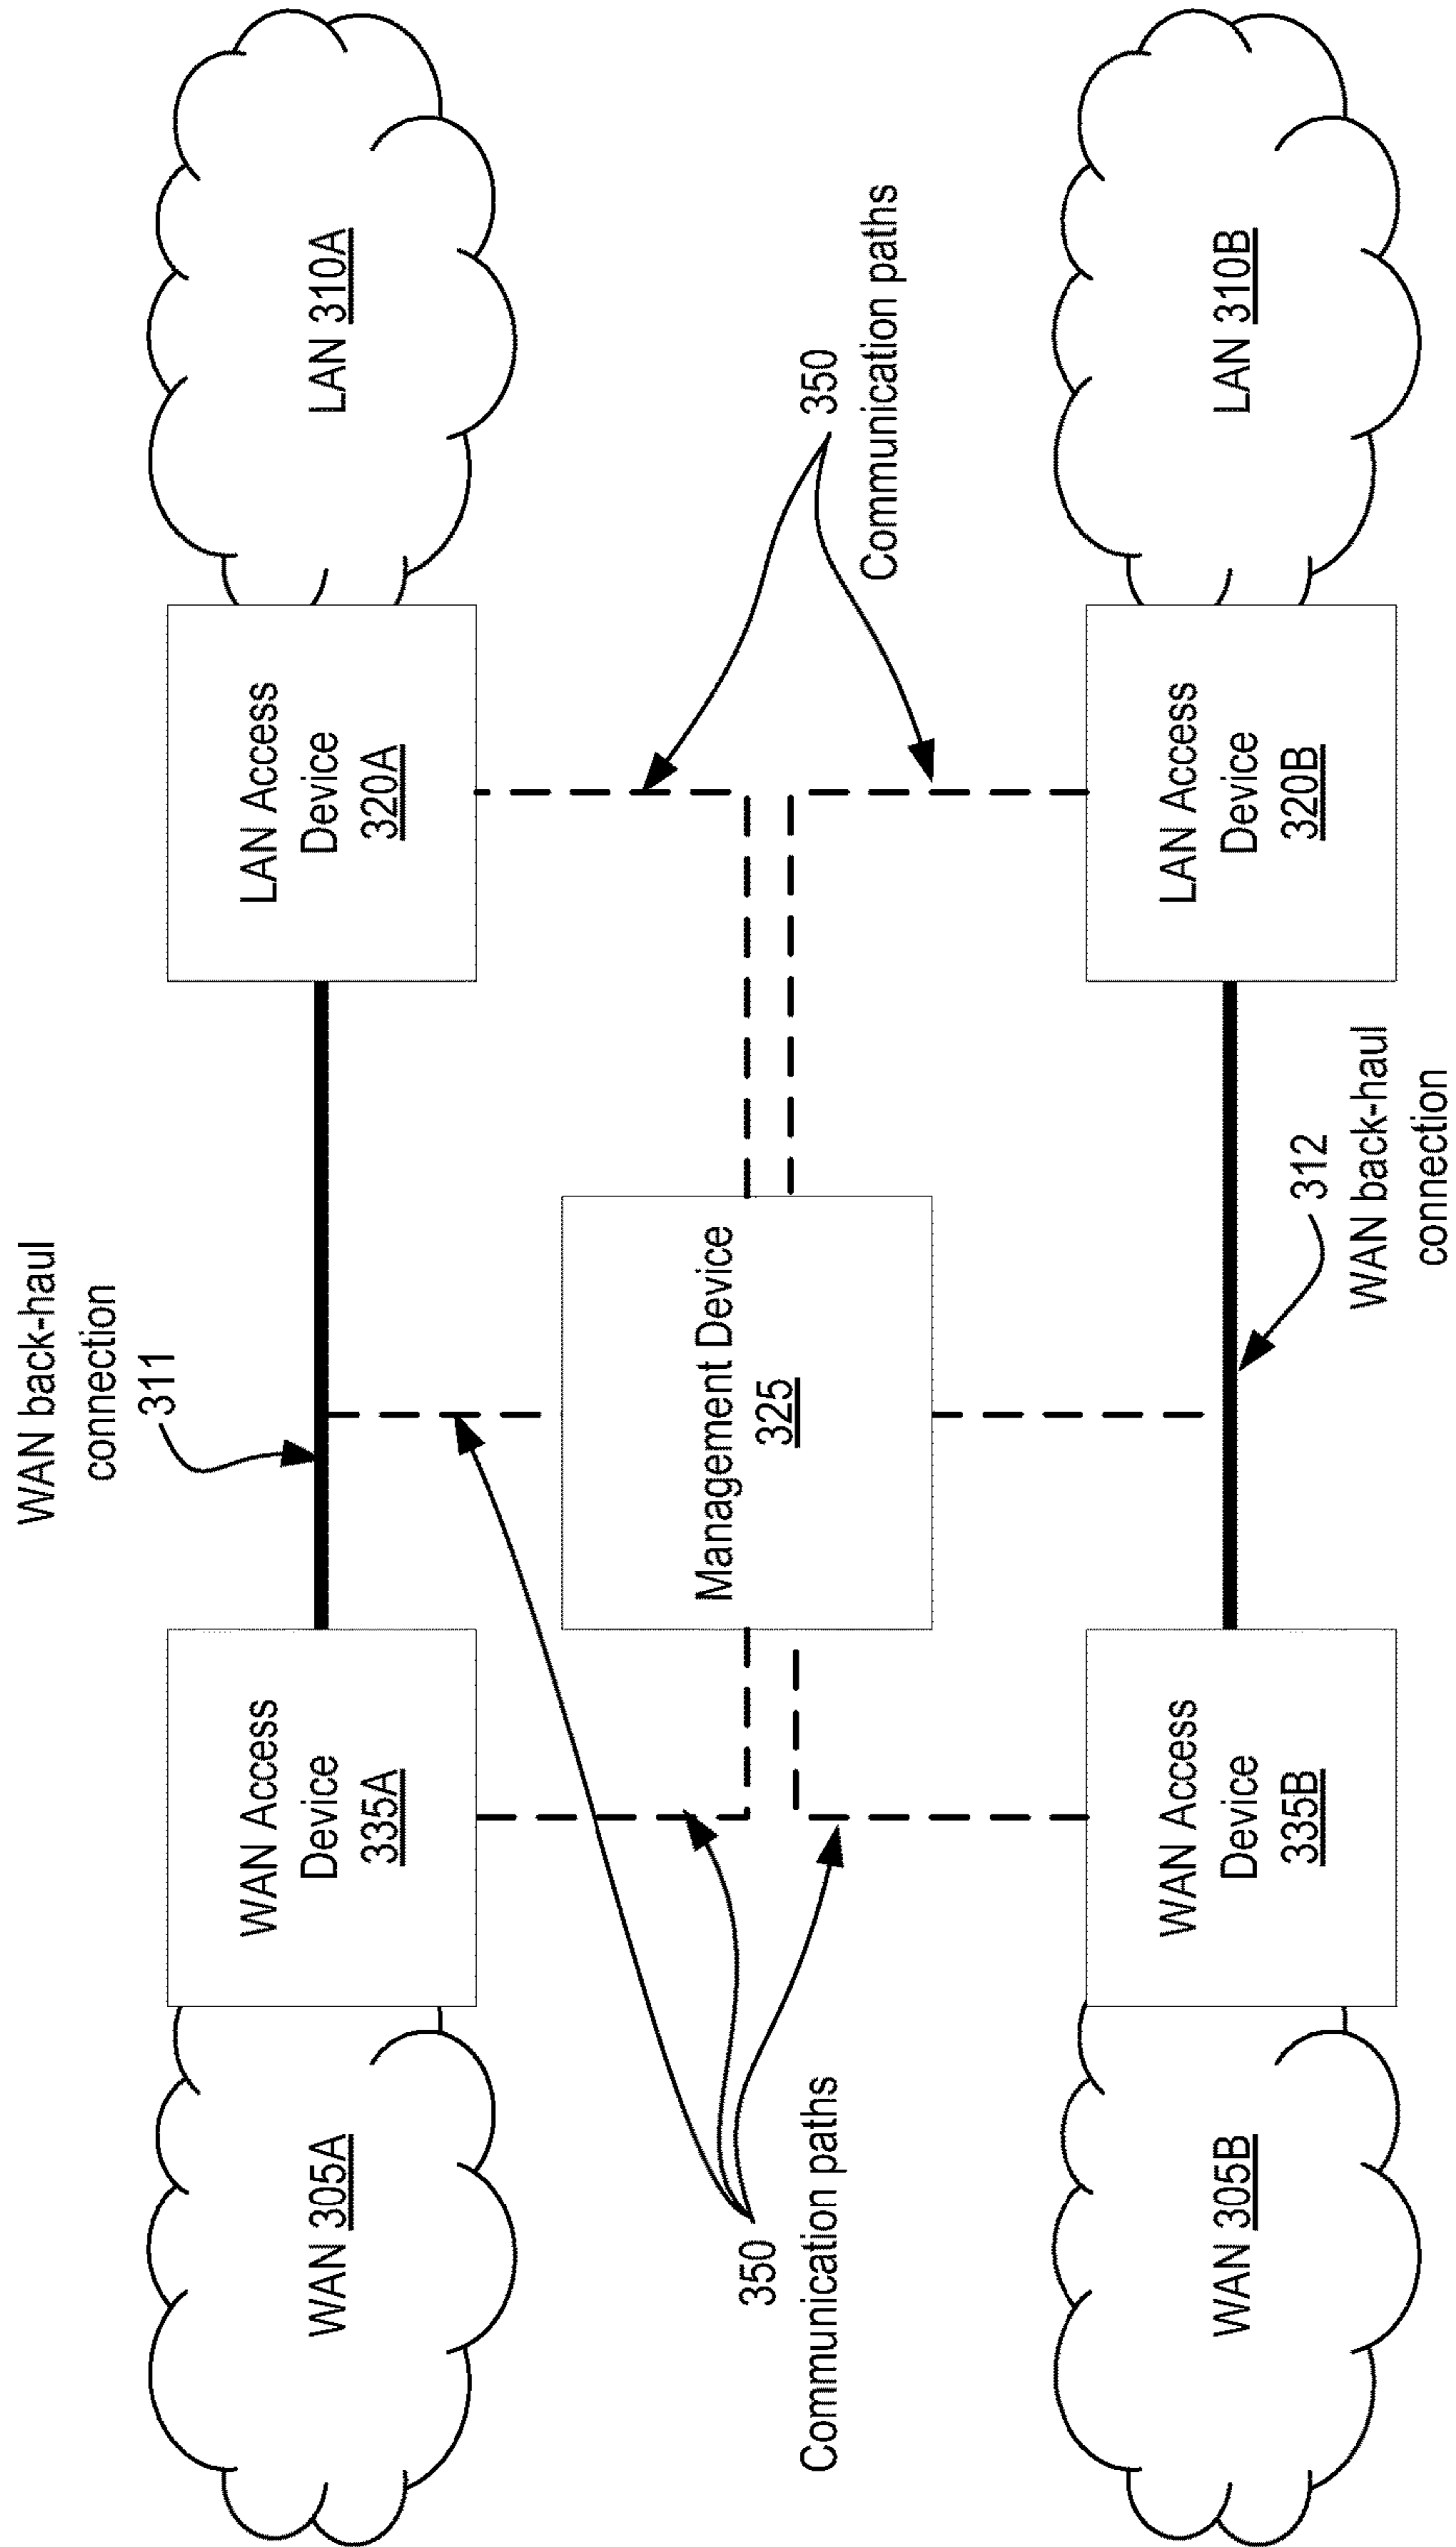 WAN back-haul
connection
311
WAN 305A
WAN Access
Device
335A
LAN Access
Device
320A
LAN 310A
350
Communication paths
Management Device
325
350
Communication paths
WAN 305B
WAN Access
Device
335B
LAN Access
Device
320B
LAN 310B
312
WAN back-haul
connection